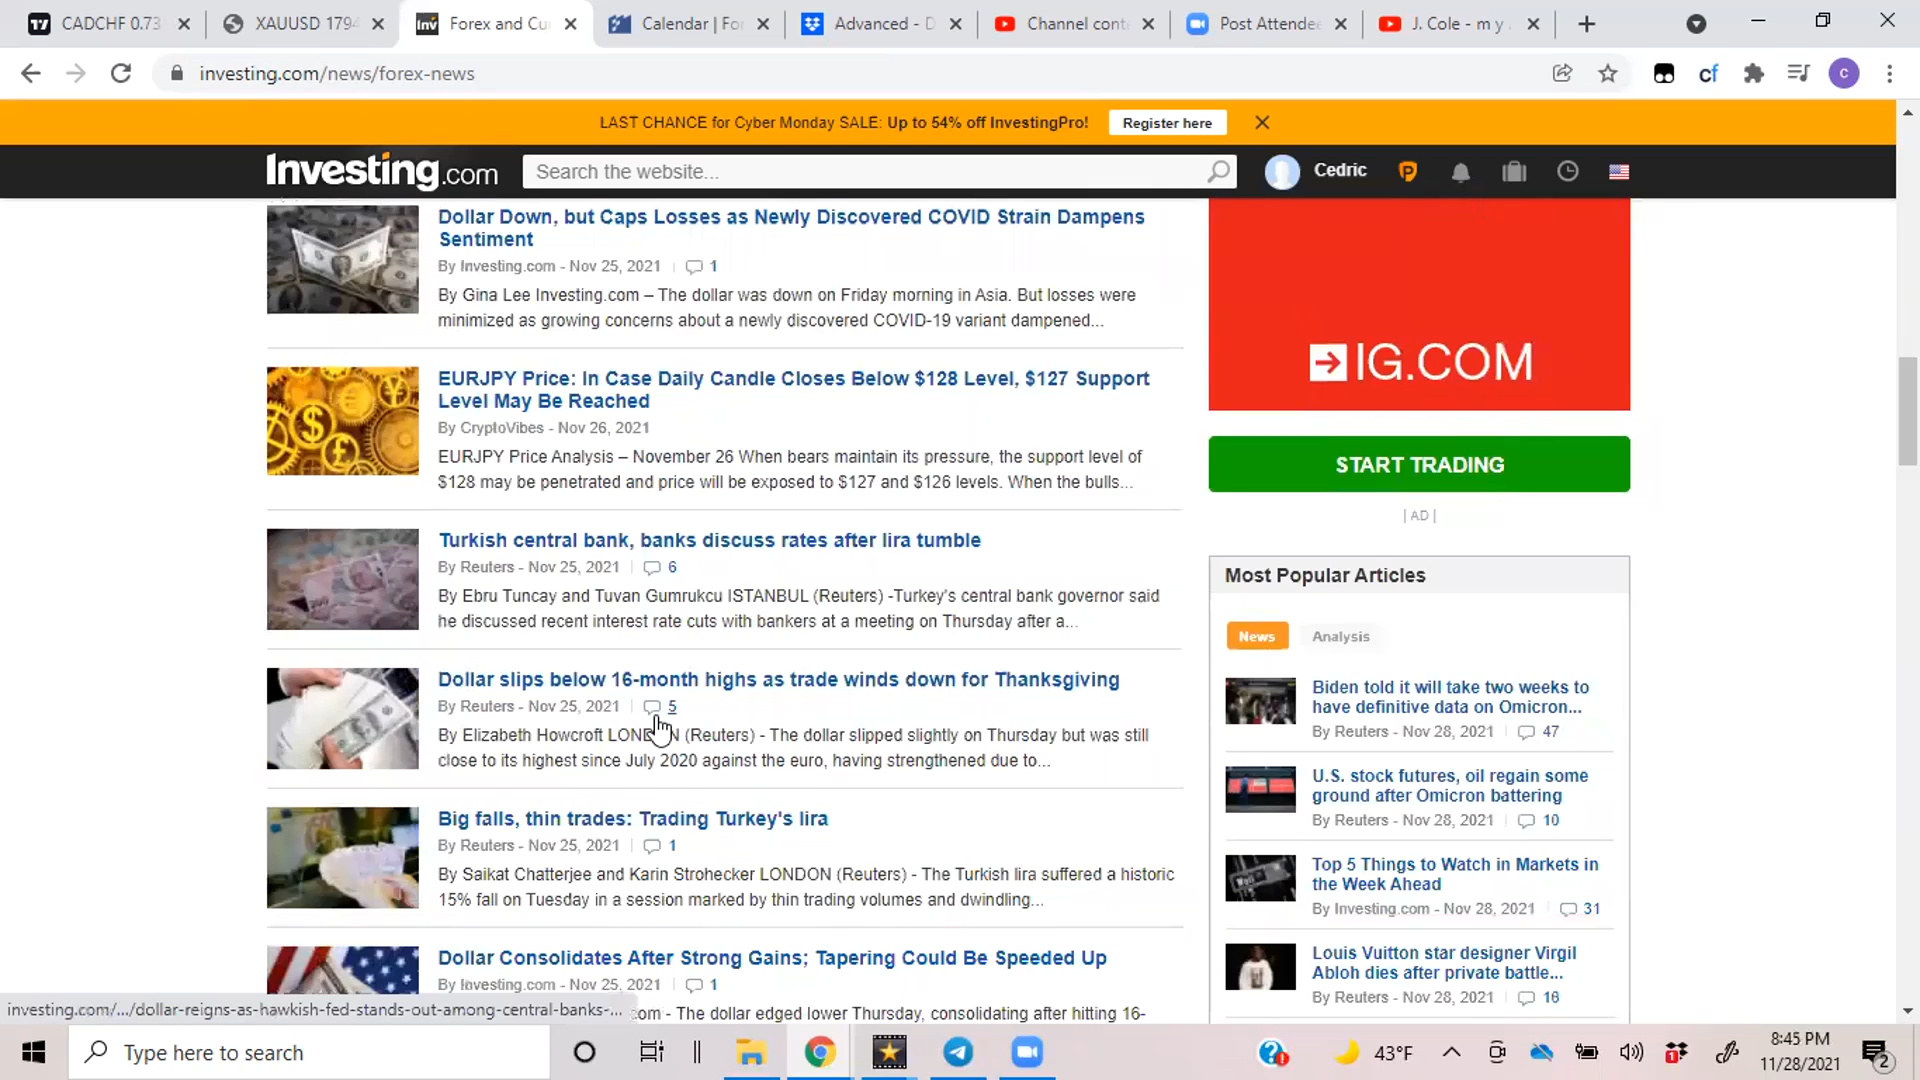 CADCHF 0.73
XAUUSD 1794
Inv Forex and Cu
Calendar | Fo
Advanced - D
Channel cont
Post Attende
J. Cole - m y
investing.com/news/forex-news
cf
c
LAST CHANCE for Cyber Monday SALE: Up to 54% off InvestingPro!
Register here
Investing.com
Search the website...
Cedric
Dollar Down, but Caps Losses as Newly Discovered COVID Strain Dampens
Sentiment
By Investing.com - Nov 25, 2021 | 1
By Gina Lee Investing.com – The dollar was down on Friday morning in Asia. But losses were
minimized as growing concerns about a newly discovered COVID-19 variant dampened...
EURJPY Price: In Case Daily Candle Closes Below $128 Level, $127 Support
Level May Be Reached
By CryptoVibes - Nov 26, 2021
EURJPY Price Analysis – November 26 When bears maintain its pressure, the support level of
$128 may be penetrated and price will be exposed to $127 and $126 levels. When the bulls...
Turkish central bank, banks discuss rates after lira tumble
By Reuters - Nov 25, 2021 | 6
By Ebru Tuncay and Tuvan Gumrukcu ISTANBUL (Reuters) -Turkey's central bank governor said
he discussed recent interest rate cuts with bankers at a meeting on Thursday after a...
Dollar slips below 16-month highs as trade winds down for Thanksgiving
By Reuters - Nov 25, 2021 | 5
By Elizabeth Howcroft LONDON (Reuters) - The dollar slipped slightly on Thursday but was still
close to its highest since July 2020 against the euro, having strengthened due to...
Big falls, thin trades: Trading Turkey's lira
By Reuters - Nov 25, 2021 | 1
By Saikat Chatterjee and Karin Strohecker LONDON (Reuters) - The Turkish lira suffered a historic
15% fall on Tuesday in a session marked by thin trading volumes and dwindling...
Dollar Consolidates After Strong Gains; Tapering Could Be Speeded Up
By Investing.com - Nov 25, 2021 | 1
com - The dollar edged lower Thursday, consolidating after hitting 16-
IG.COM
START TRADING
| AD |
Most Popular Articles
News
Analysis
Biden told it will take two weeks to
have definitive data on Omicron...
By Reuters - Nov 28, 2021 | 47
U.S. stock futures, oil regain some
ground after Omicron battering
By Reuters - Nov 28, 2021 | 10
Top 5 Things to Watch in Markets in
the Week Ahead
By Investing.com - Nov 28, 2021 | 31
Louis Vuitton star designer Virgil
Abloh dies after private battle...
By Reuters - Nov 28, 2021 | 16
investing.com/.../dollar-reigns-as-hawkish-fed-stands-out-among-central-banks-...
Type here to search
43°F
8:45 PM
11/28/2021
2